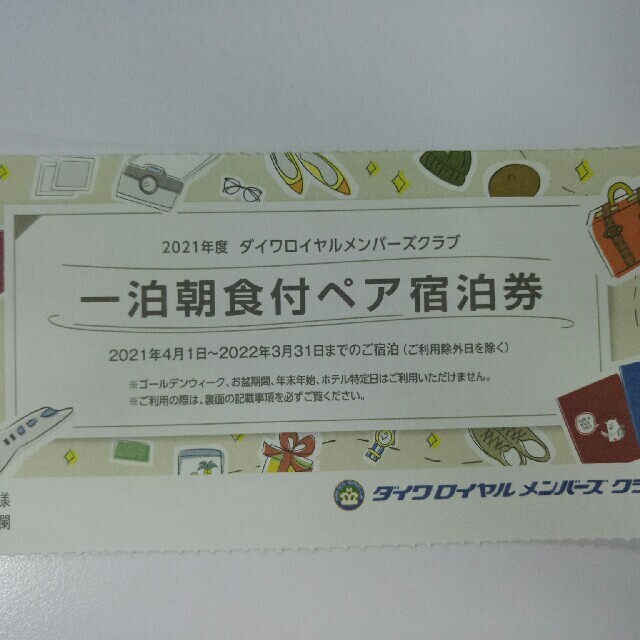 2021年度 ダイワロイヤルメンバーズクラブ
一泊朝食付ペア宿泊券
2021年4月1日～2022年3月31日までのご宿泊（ご利用除外日を除く）
※ゴールデンウィーク、お盆期間、年末年始、ホテル特定日はご利用いただけません。
※ご利用の際は、裏面の記載事項を必ずご覧ください。
様
欄
ダイワロイヤルメンバーズ クラ